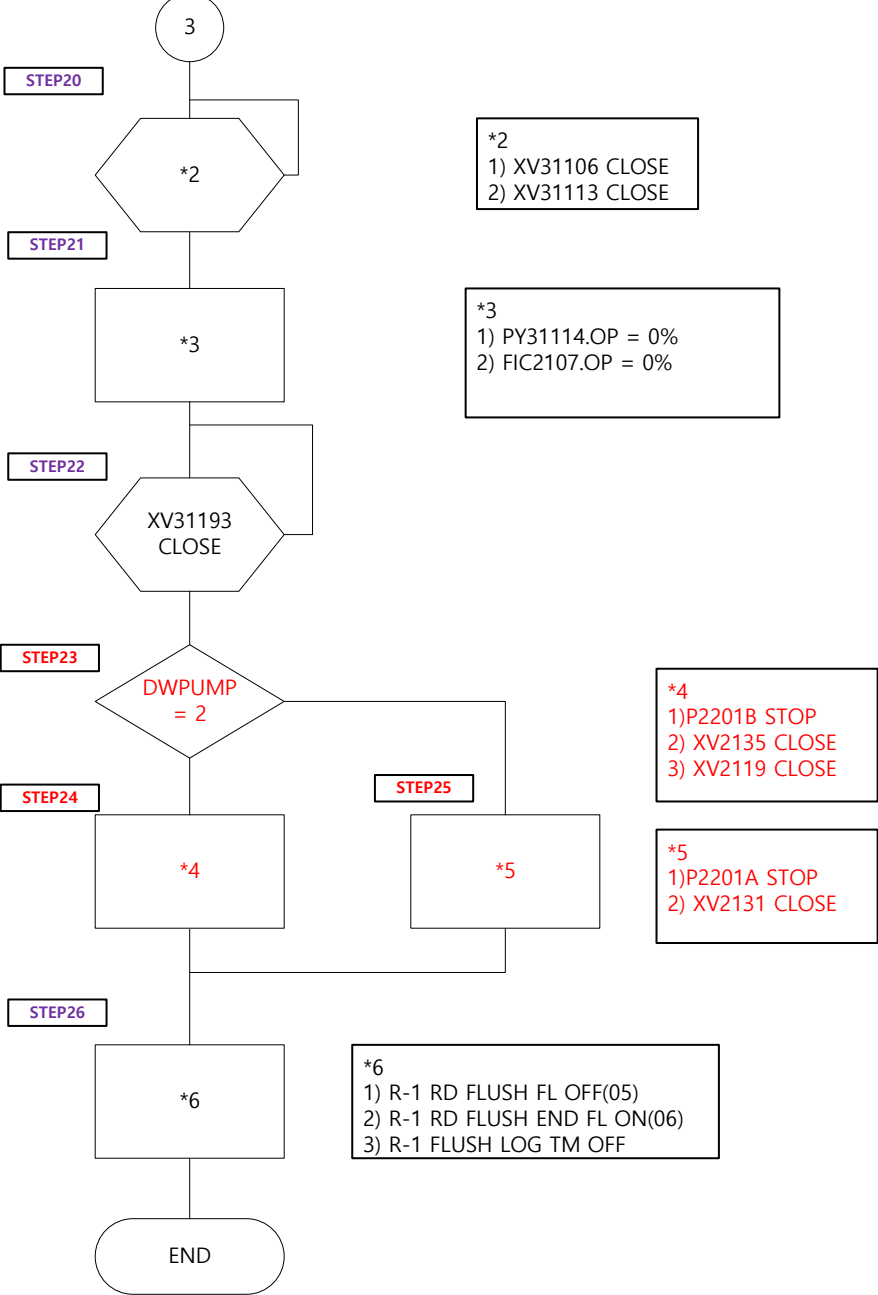 3
STEP20
*2
*2
1) XV31106 CLOSE
2) XV31113 CLOSE
STEP21
*3
*3
1) PY31114.OP = 0%
2) FIC2107.OP = 0%
STEP22
XV31193
CLOSE
STEP23
DWPUMP
= 2
*4
1)P2201B STOP
2) XV2135 CLOSE
3) XV2119 CLOSE
STEP24
STEP25
*4
*5
*5
1)P2201A STOP
2) XV2131 CLOSE
STEP26
*6
*6
1) R-1 RD FLUSH FL OFF(05)
2) R-1 RD FLUSH END FL ON(06)
3) R-1 FLUSH LOG TM OFF
END